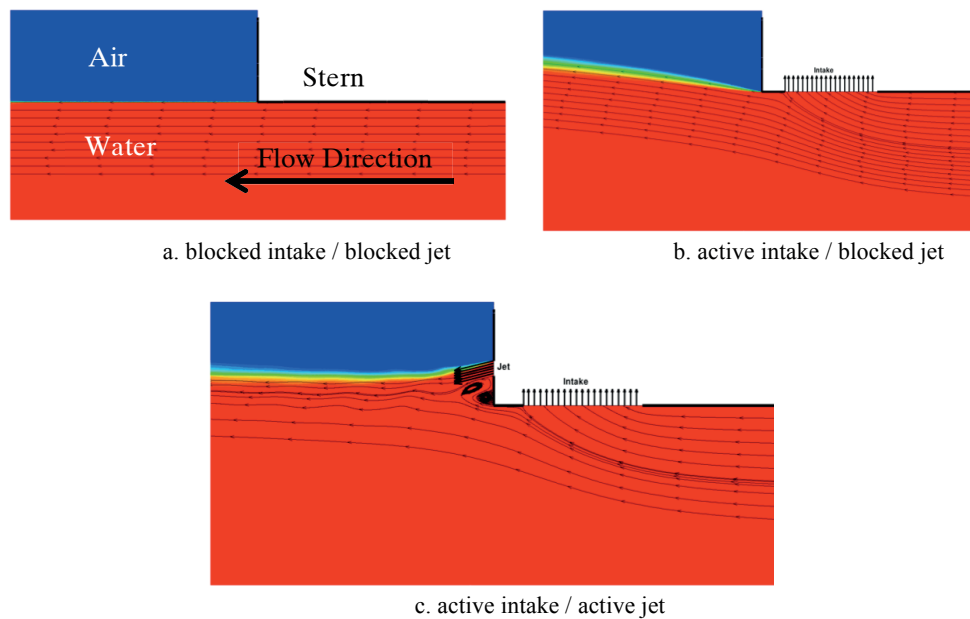 Air
Stern
Water
Flow Direction
a. blocked intake / blocked jet
Intake
b. active intake / blocked jet
Jet
Intake
c. active intake / active jet